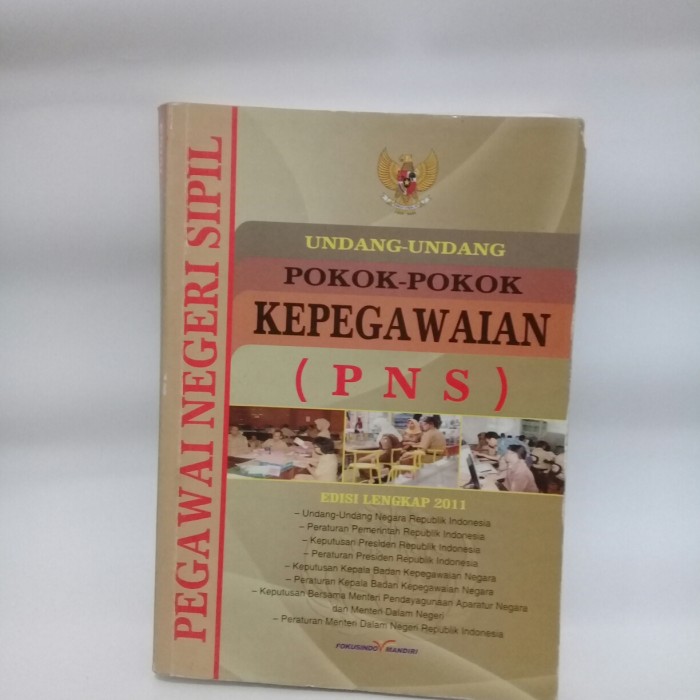 PEGAWAI NEGERI SIPIL
UNDANG-UNDANG
POKOK-POKOK
KEPEGAWAIAN
( P N S )
EDISI LENGKAP 2011
– Undang-Undang Negara Republik Indonesia
– Peraturan Pemerintah Republik Indonesia
– Keputusan Presiden Republik Indonesia
– Peraturan Presiden Republik Indonesia
– Keputusan Kepala Badan Kepegawaian Negara
– Peraturan Kepala Badan Kepegawaian Negara
– Keputusan Bersama Menteri Pendayagunaan Aparatur Negara
dan Menteri Dalam Negeri
– Peraturan Menteri Dalam Negeri Republik Indonesia
FOKUSINDO MANDIRI